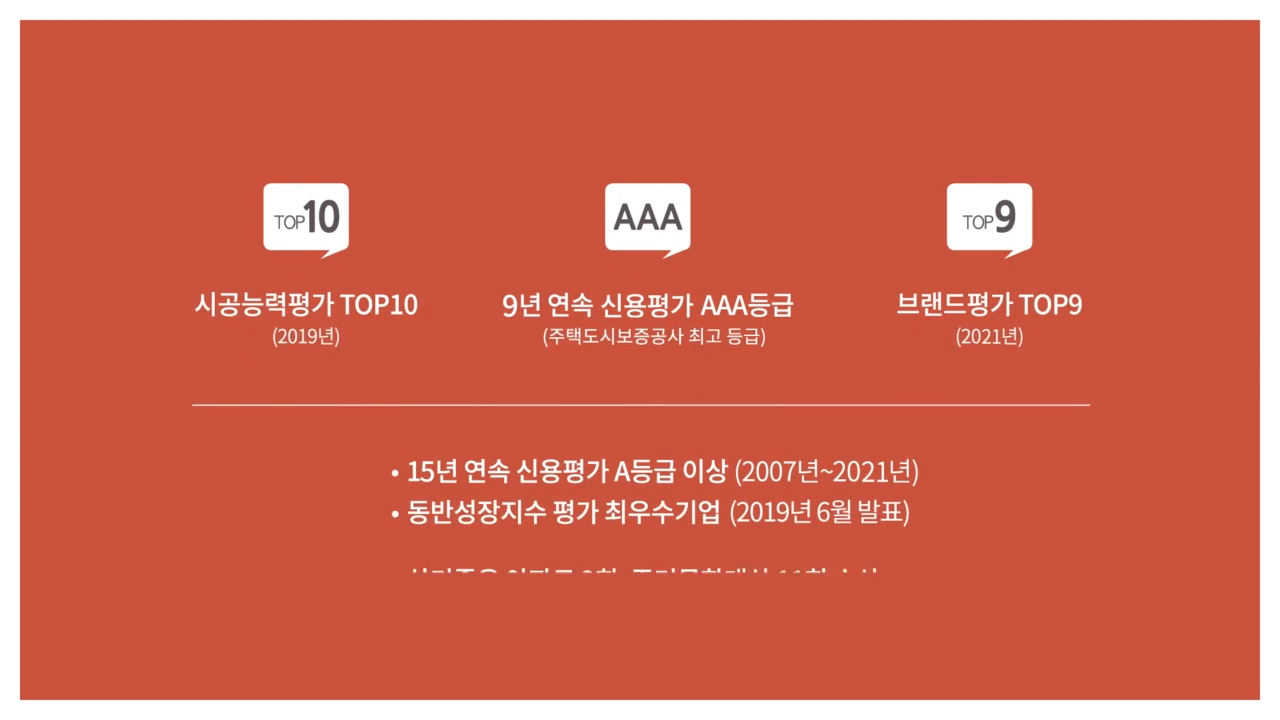 TOP10
AAA
TOP9
시공능력평가 TOP10
9년 연속 신용평가 AAA등급
브랜드평가 TOP9
(2019년)
(주택도시보증공사 최고 등급)
(2021년)
• 15년 연속 신용평가 A등급 이상 (2007년~2021년)
• 동반성장지수 평가 최우수기업 (2019년 6월 발표)